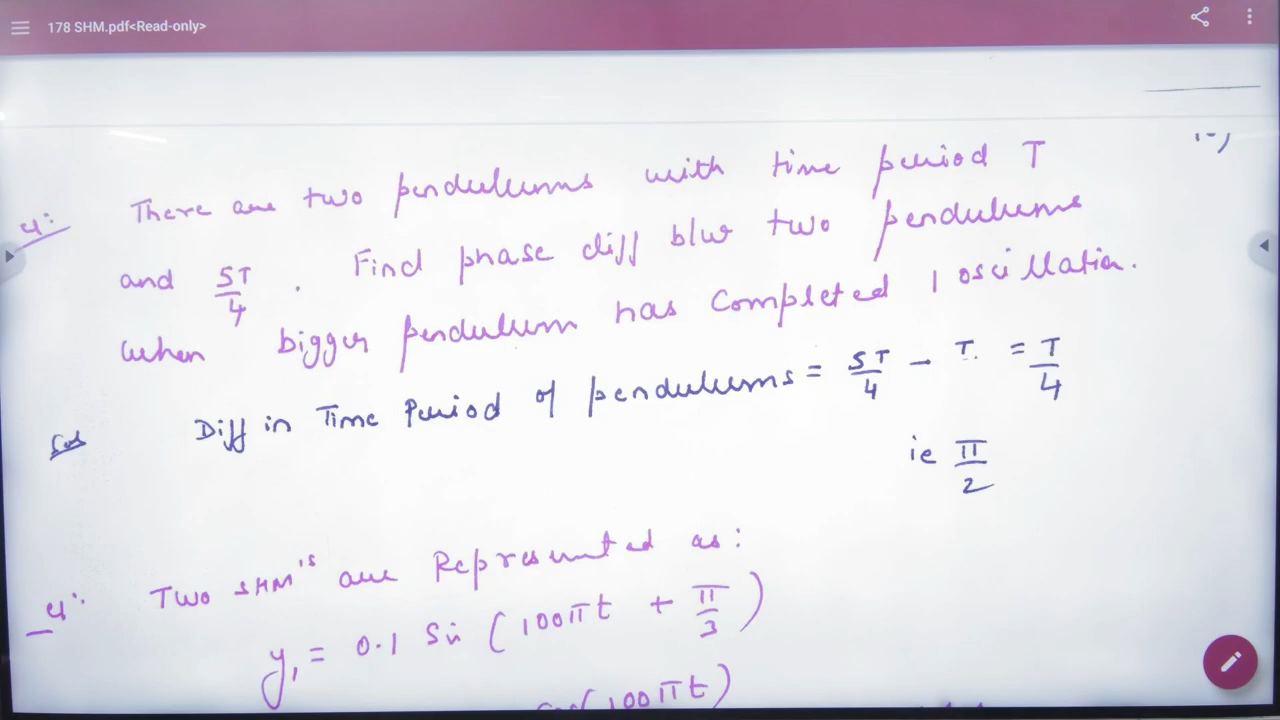 178 SHM.pdf<Read-only>
Q: There are two pendulums with time period T
and 5T/4 . Find phase diff b/w two pendulums
when bigger pendulum has completed 1 oscillation.
Sol Diff in Time Period of pendulums = 5T/4 - T = T/4
ie π/2
Q: Two SHM's are Represented as:
y₁ = 0.1 Sin (100πt + π/3)
(100πt)